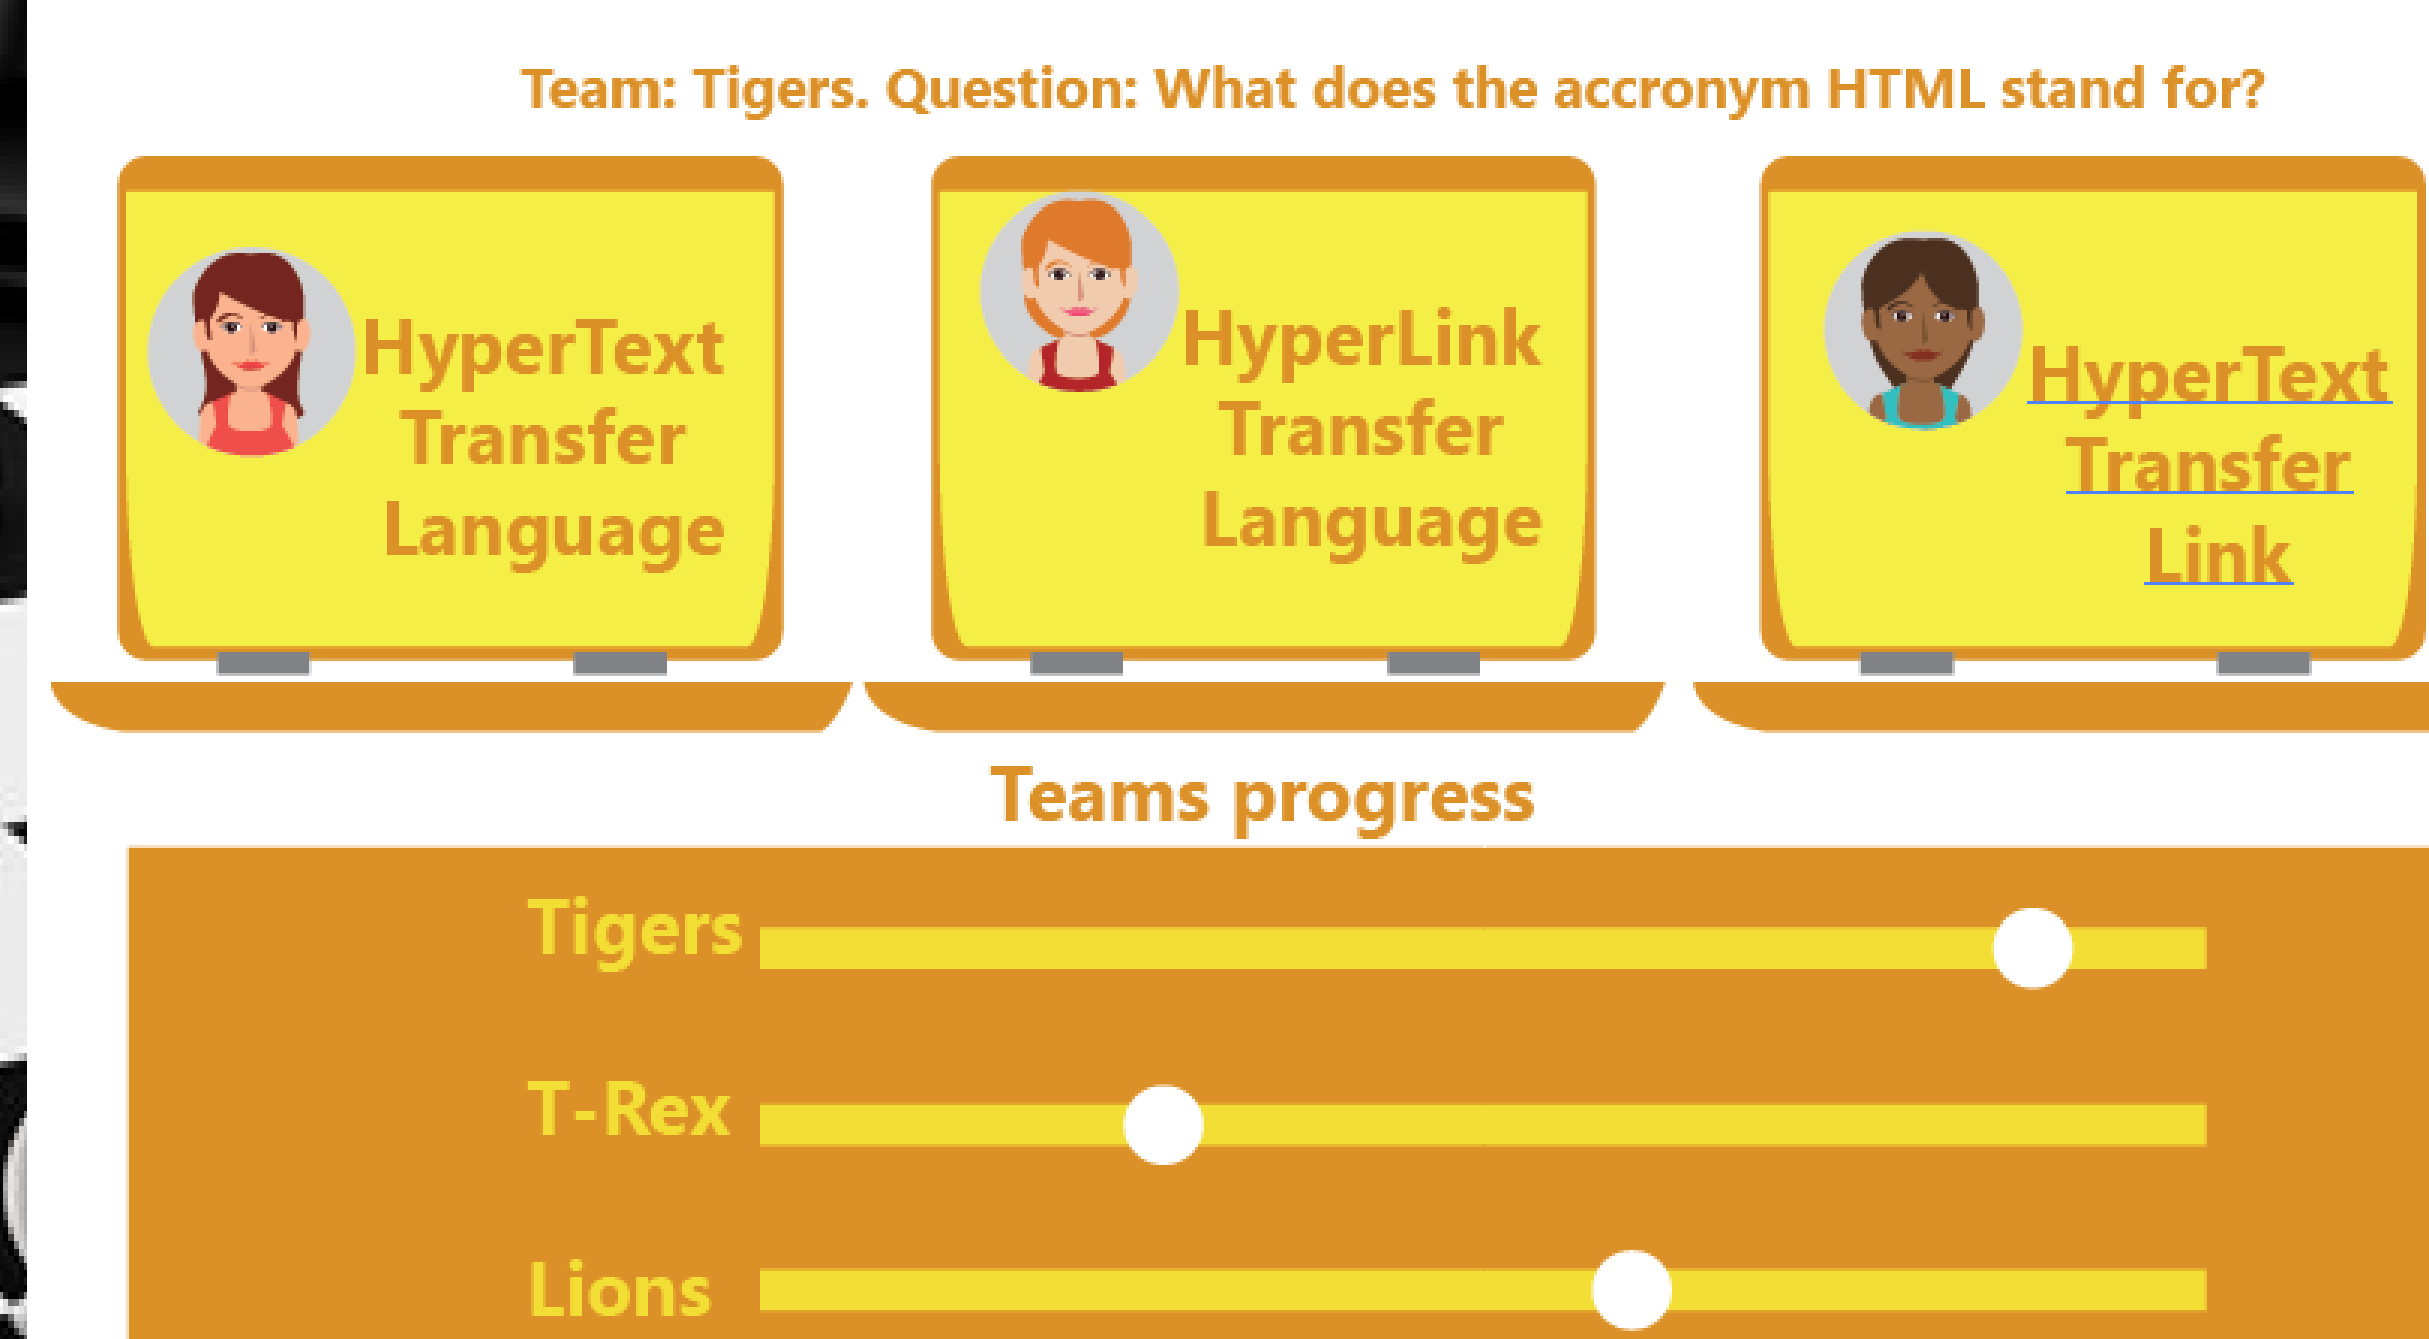 Team: Tigers. Question: What does the accronym HTML stand for?
HyperText
Transfer
Language
HyperLink
Transfer
Language
HyperText
Transfer
Link
Teams progress
Tigers
T-Rex
Lions